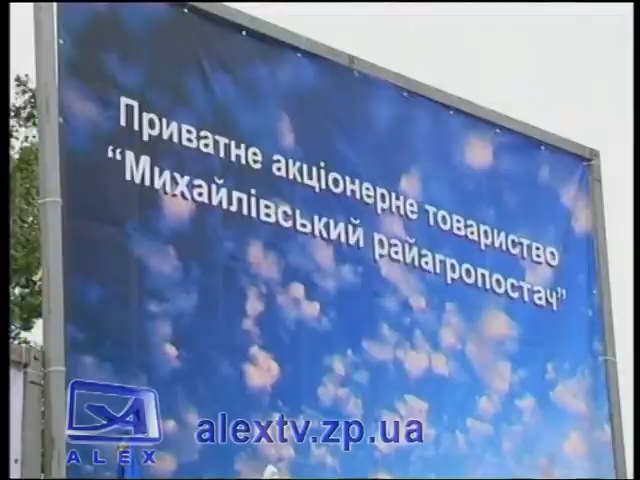 Приватне акціонерне товариство
“Михайлівський райагропостач”
ALEX
alextv.zp.ua